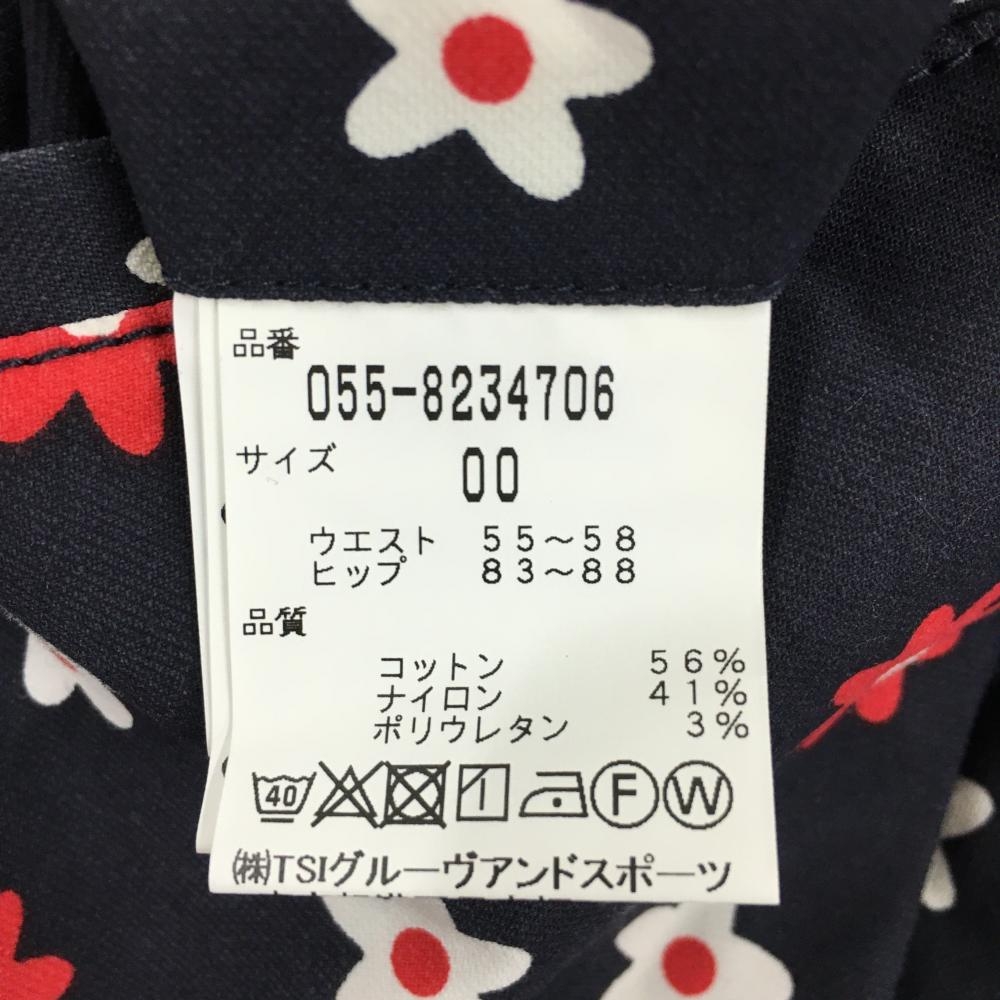 品番
055-8234706
サイズ 00
ウエスト 55～58
ヒップ 83～88
品質
コットン 56%
ナイロン 41%
ポリウレタン 3%
40 F W
㈱TSIグルーヴアンドスポーツ